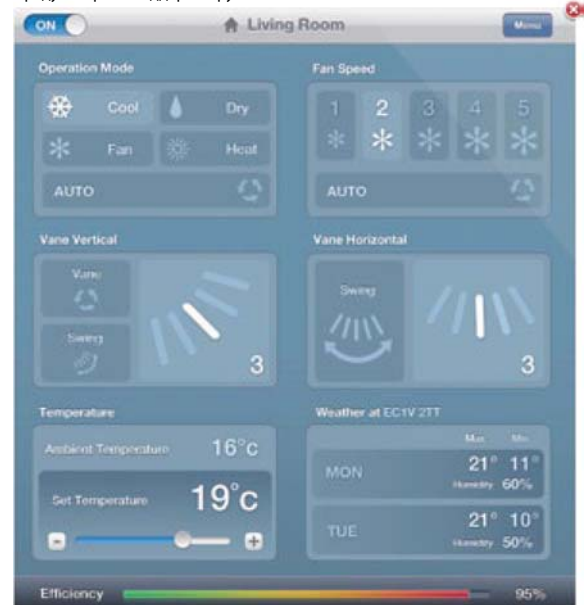 ON
Living Room
Menu
Operation Mode
Cool
Dry
Fan
Heat
AUTO
Fan Speed
1 2 3 4 5
AUTO
Vane Vertical
Vane
Swing
3
Vane Horizontal
Swing
3
Temperature
Ambient Temperature 16°c
Set Temperature 19°c
Weather at EC1V 2TT
Max Min
MON 21° 11°
Humidity 60%
TUE 21° 10°
Humidity 50%
Efficiency 95%